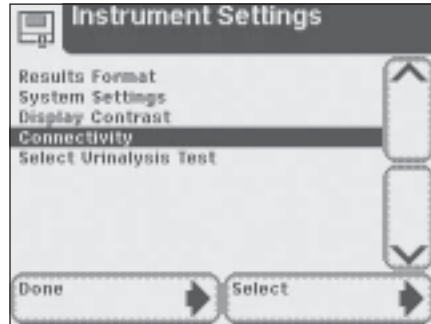 Instrument Settings
Results Format
System Settings
Display Contrast
Connectivity
Select Urinalysis Test
Done
Select